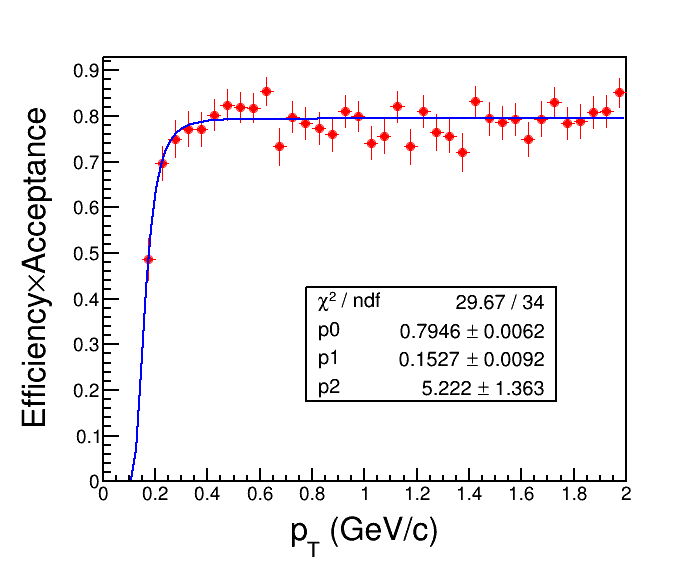 Efficiency×Acceptance
0.9
0.8
0.7
0.6
0.5
0.4
0.3
0.2
0.1
0
χ² / ndf 29.67 / 34
p0 0.7946 ± 0.0062
p1 0.1527 ± 0.0092
p2 5.222 ± 1.363
0 0.2 0.4 0.6 0.8 1 1.2 1.4 1.6 1.8 2
p_T (GeV/c)